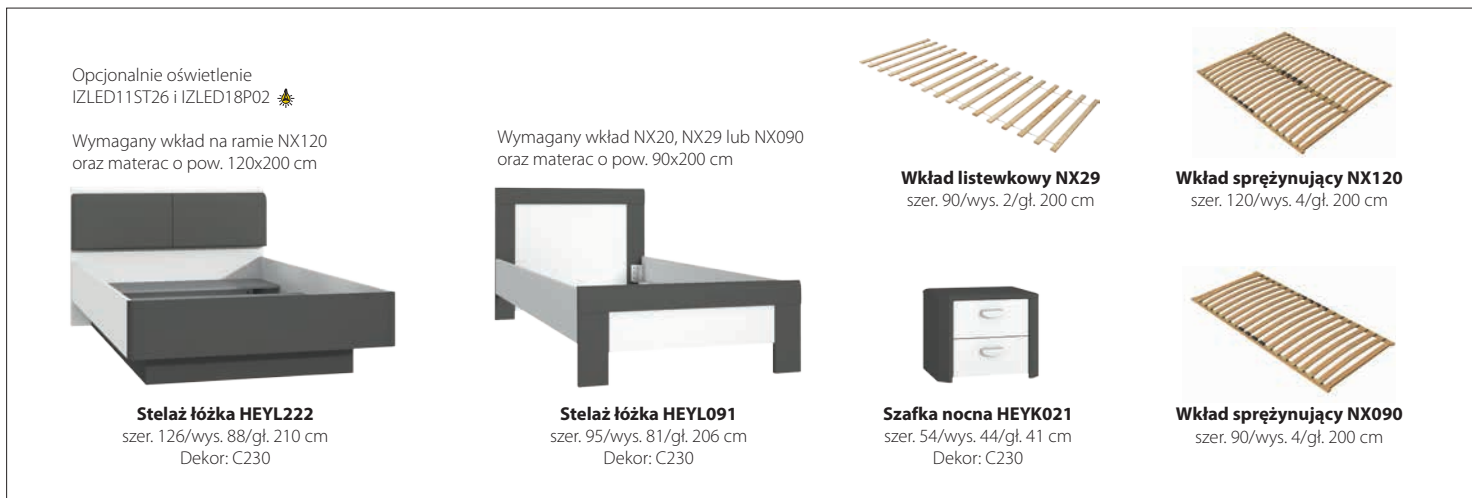 Opcjonalnie oświetlenie
IZLED11ST26 i IZLED18P02
Wymagany wkład na ramie NX120
oraz materac o pow. 120x200 cm
Stelaż łóżka HEYL222
szer. 126/wys. 88/gł. 210 cm
Dekor: C230
Wymagany wkład NX20, NX29 lub NX090
oraz materac o pow. 90x200 cm
Stelaż łóżka HEYL091
szer. 95/wys. 81/gł. 206 cm
Dekor: C230
Wkład listewkowy NX29
szer. 90/wys. 2/gł. 200 cm
Szafka nocna HEYK021
szer. 54/wys. 44/gł. 41 cm
Dekor: C230
Wkład sprężynujący NX120
szer. 120/wys. 4/gł. 200 cm
Wkład sprężynujący NX090
szer. 90/wys. 4/gł. 200 cm